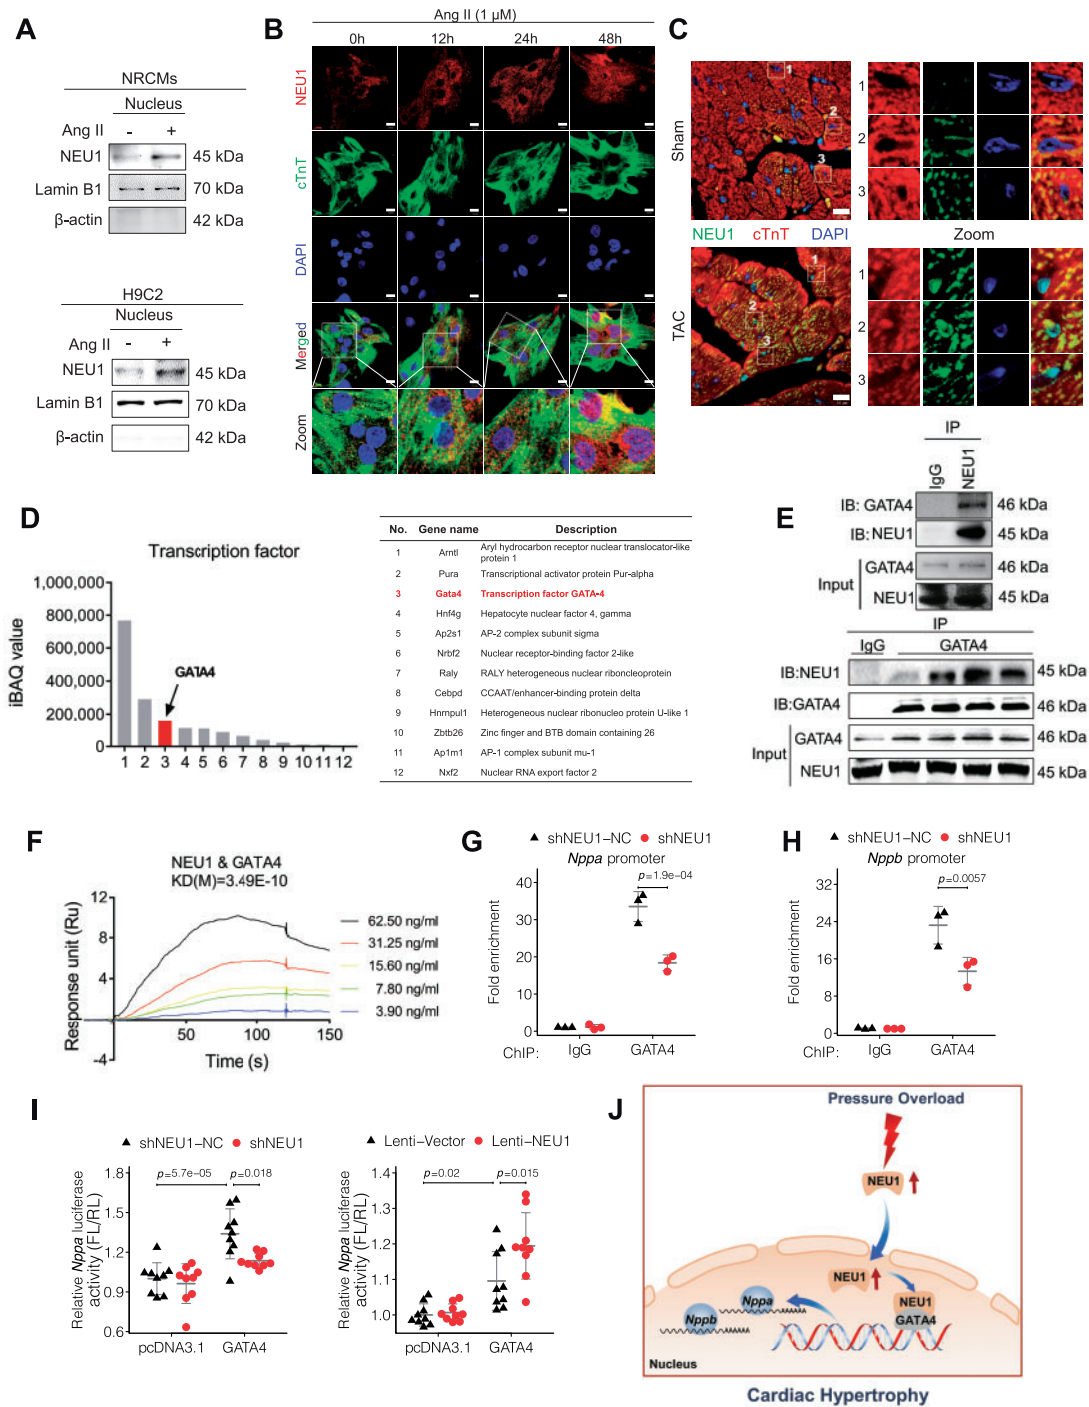 A
NRCMs
Nucleus
Ang II - +
NEU1 45 kDa
Lamin B1 70 kDa
β-actin 42 kDa
H9C2
Nucleus
Ang II - +
NEU1 45 kDa
Lamin B1 70 kDa
β-actin 42 kDa
B
Ang II (1 μM)
0h 12h 24h 48h
NEU1
cTnT
DAPI
Merged
Zoom
C
Sham
1
2
3
1
2
3
NEU1 cTnT DAPI Zoom
TAC
1
2
3
1
2
3
D
Transcription factor
iBAQ value
1,000,000
800,000
600,000
400,000
200.000
0
GATA4
1 2 3 4 5 6 7 8 9 10 11 12
No. Gene name Description
1 Arntl Aryl hydrocarbon receptor nuclear translocator-like protein 1
2 Pura Transcriptional activator protein Pur-alpha
3 Gata4 Transcription factor GATA-4
4 Hnf4g Hepatocyte nuclear factor 4, gamma
5 Ap2s1 AP-2 complex subunit sigma
6 Nrbf2 Nuclear receptor-binding factor 2-like
7 Raly RALY heterogeneous nuclear riboncleoprotein
8 Cebpd CCAAT/enhancer-binding protein delta
9 Hnrnpul1 Heterogeneous nuclear ribonucleo protein U-like 1
10 Zbtb26 Zinc finger and BTB domain containing 26
11 Ap1m1 AP-1 complex subunit mu-1
12 Nxf2 Nuclear RNA export factor 2
E
IP
IgG NEU1
IB: GATA4 46 kDa
IB:NEU1 45 kDa
Input
GATA4 46 kDa
NEU1 45 kDa
IP
IgG GATA4
IB:NEU1 45 kDa
IB:GATA4 46 kDa
Input
GATA4 46 kDa
NEU1 45 kDa
F
NEU1 & GATA4
KD(M)=3.49E-10
Response unit (Ru)
12
8
4
-4
50 100 150
Time (s)
62.50 ng/ml
31.25 ng/ml
15.60 ng/ml
7.80 ng/ml
3.90 ng/ml
G
shNEU1-NC shNEU1
Nppa promoter
p=1.9e-04
Fold enrichment
40
30
20
10
0
ChIP: IgG GATA4
H
shNEU1-NC shNEU1
Nppb promoter
p=0.0057
Fold enrichment
32
24
16
8
0
ChIP: IgG GATA4
I
shNEU1-NC shNEU1
p=5.7e-05 p=0.018
Relative Nppa luciferase
activity (FL/RL)
1.8
1.5
1.2
0.9
0.6
pcDNA3.1 GATA4
Lenti-Vector Lenti-NEU1
p=0.02 p=0.015
Relative Nppa luciferase
activity (FL/RL)
1.4
1.3
1.2
1.1
1.0
pcDNA3.1 GATA4
J
Pressure Overload
NEU1
NEU1
NEU1
GATA4
Nppa
Nppb
Nucleus
Cardiac Hypertrophy